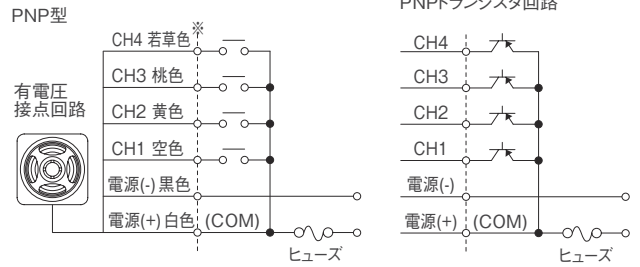 PNP型
有電圧
接点回路
CH4 若草色
※
CH3 桃色
CH2 黄色
CH1 空色
電源(-) 黒色
電源(+) 白色 (COM)
ヒューズ
PNPトランジスタ回路
CH4
CH3
CH2
CH1
電源(-)
電源(+) (COM)
ヒューズ